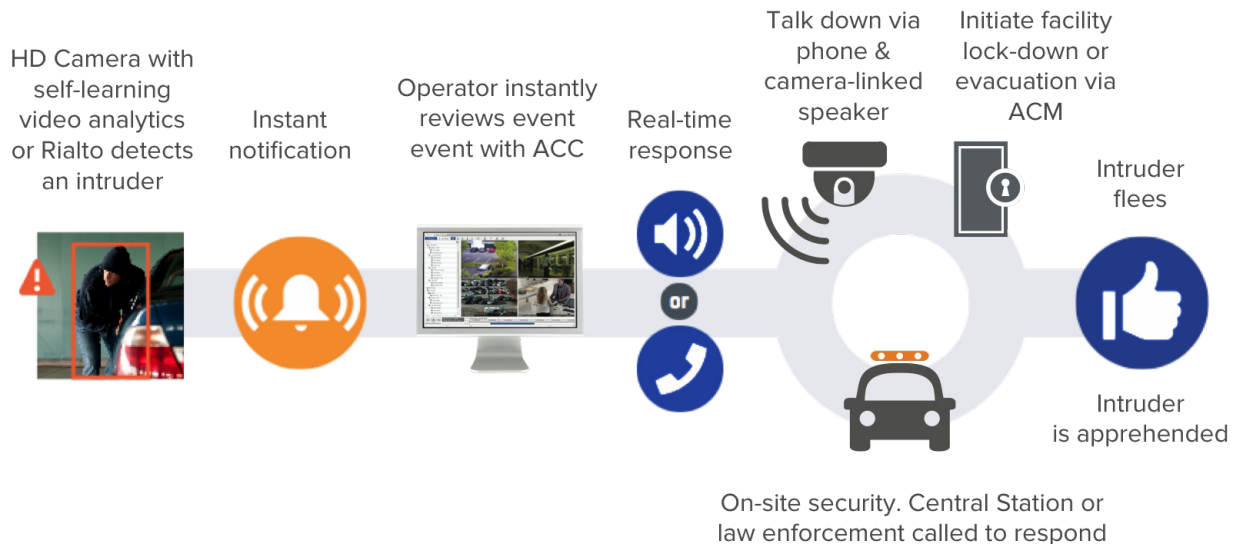 HD Camera with
self-learning
video analytics
or Rialto detects
an intruder
Instant
notification
Operator instantly
reviews event
event with ACC
Real-time
response
or
Talk down via
phone &
camera-linked
speaker
Initiate facility
lock-down or
evacuation via
ACM
Intruder
flees
Intruder
is apprehended
On-site security. Central Station or
law enforcement called to respond